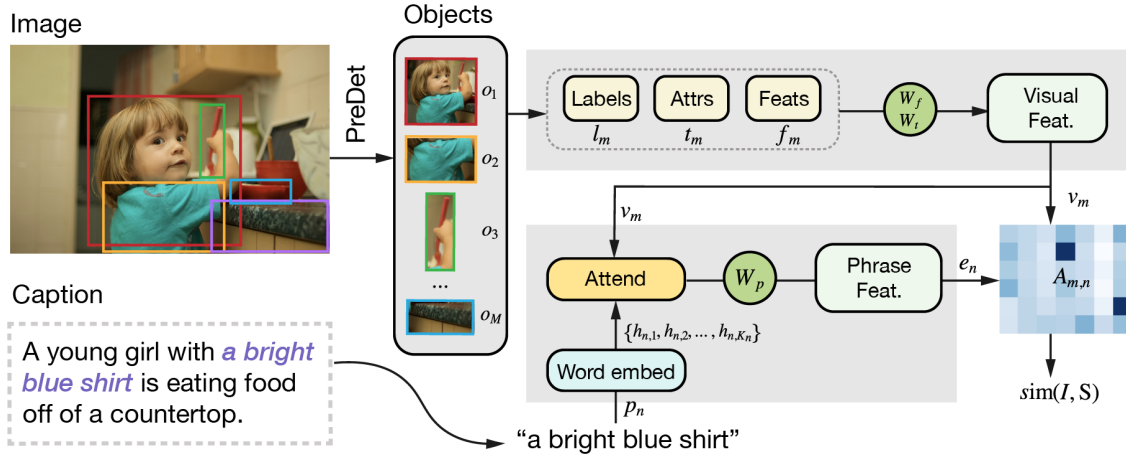 Image
Objects
PreDet
o1
o2
o3
...
oM
Labels
Attrs
Feats
lm
tm
fm
Wf
Wt
Visual
Feat.
vm
vm
Attend
Wp
Phrase
Feat.
en
Am,n
{hn,1, hn,2, ..., hn,Kn}
Word embed
pn
sim(I, S)
Caption
A young girl with a bright
blue shirt is eating food
off of a countertop.
“a bright blue shirt”